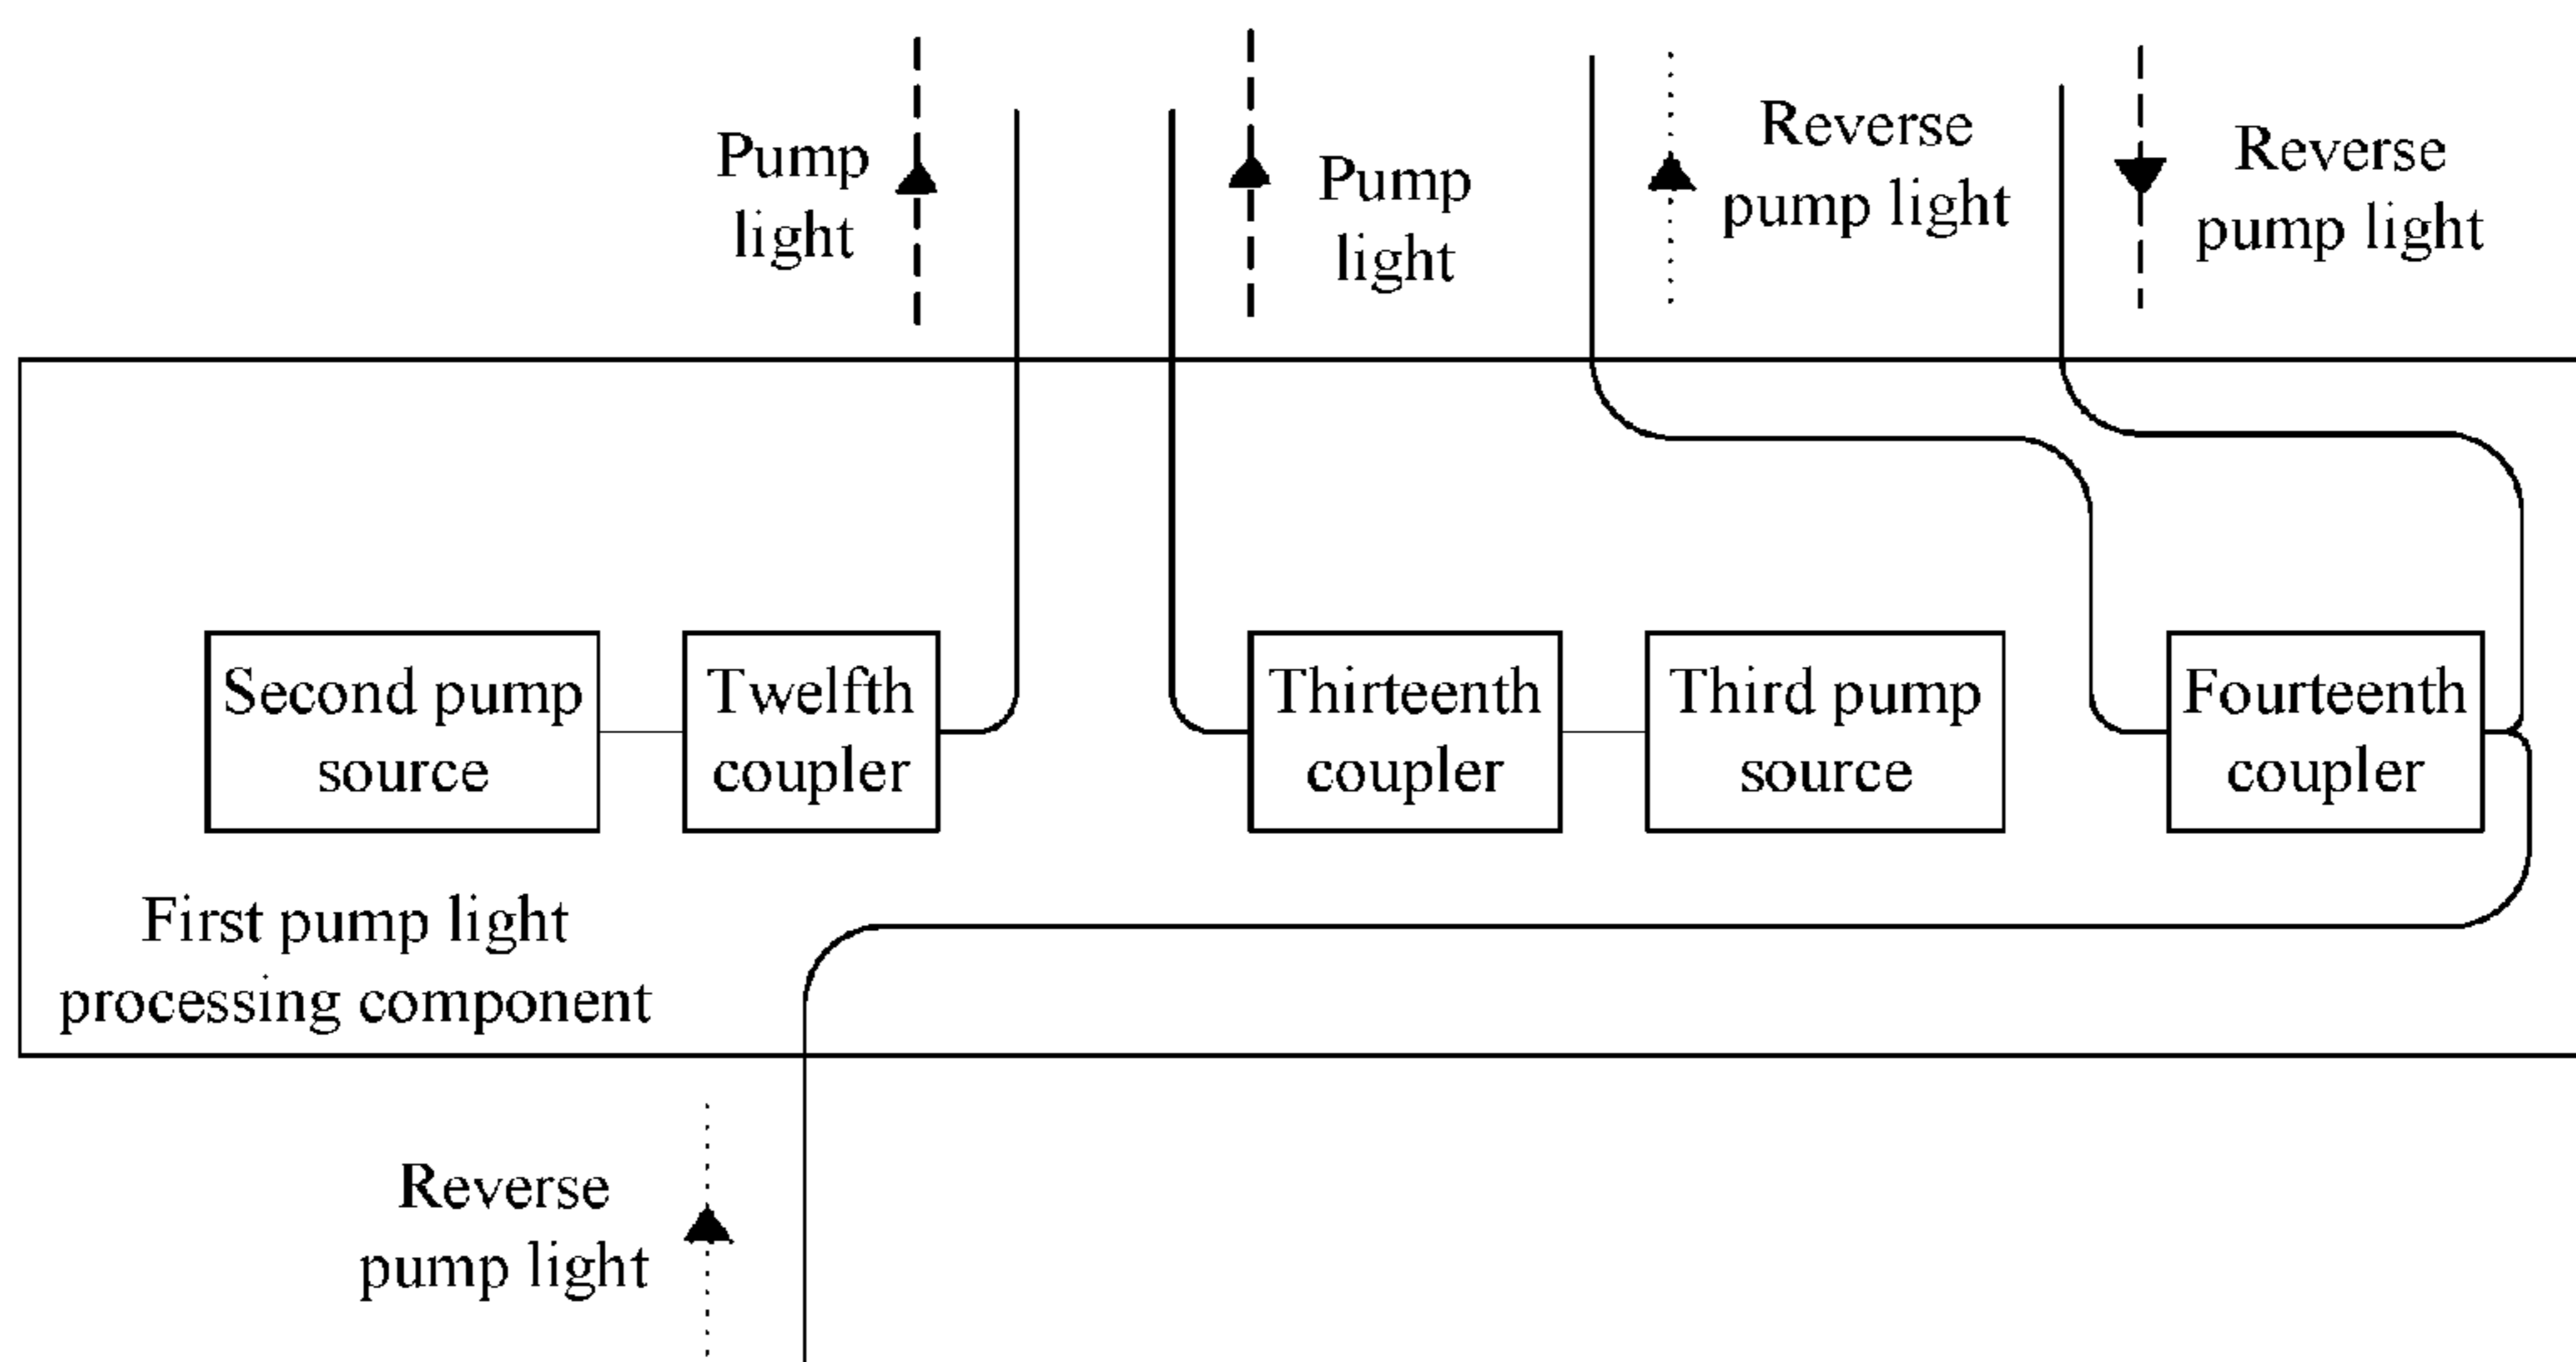 Pump
light
Pump
light
Reverse
pump light
Reverse
pump light
Second pump
source
Twelfth
coupler
Thirteenth
coupler
Third pump
source
Fourteenth
coupler
First pump light
processing component
Reverse
pump light